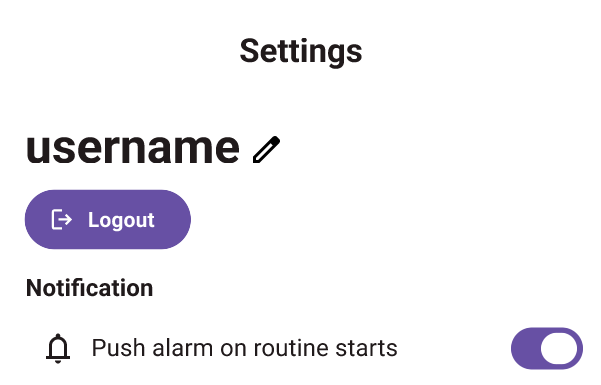 Settings
username
Logout
Notification
Push alarm on routine starts